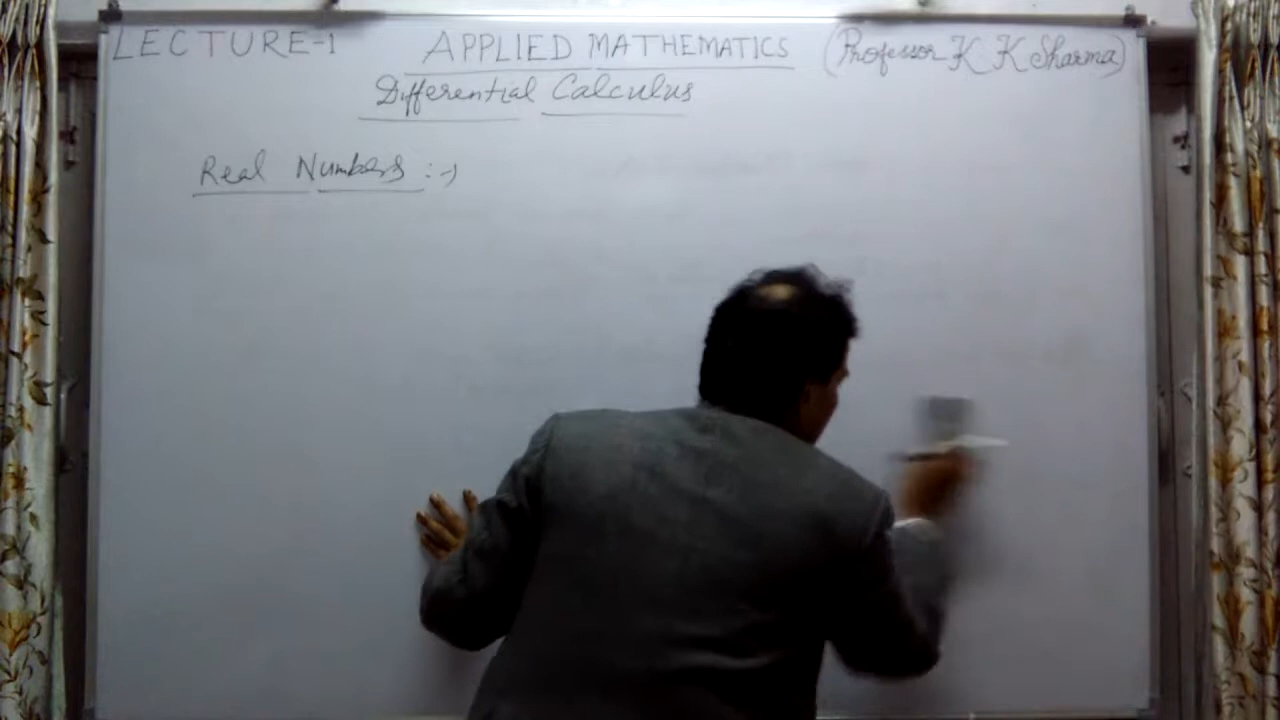 LECTURE-1 APPLIED MATHEMATICS (Professor K K Sharma)
Differential Calculus
Real Numbers :-